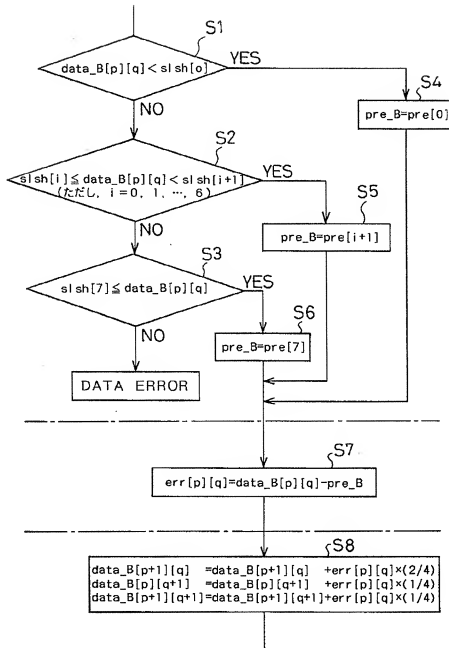 S1
data_B[p][q]<slsh[o]
YES
NO
S4
pre_B=pre[0]
S2
slsh[i]≦data_B[p][q]<slsh[i+1]
(ただし, i=0, 1, …, 6)
YES
NO
S5
pre_B=pre[i+1]
S3
slsh[7]≦data_B[p][q]
YES
NO
S6
pre_B=pre[7]
DATA ERROR
S7
err[p][q]=data_B[p][q]-pre_B
S8
data_B[p+1][q] =data_B[p+1][q] +err[p][q]×(2/4)
data_B[p][q+1] =data_B[p][q+1] +err[p][q]×(1/4)
data_B[p+1][q+1]=data_B[p+1][q+1]+err[p][q]×(1/4)